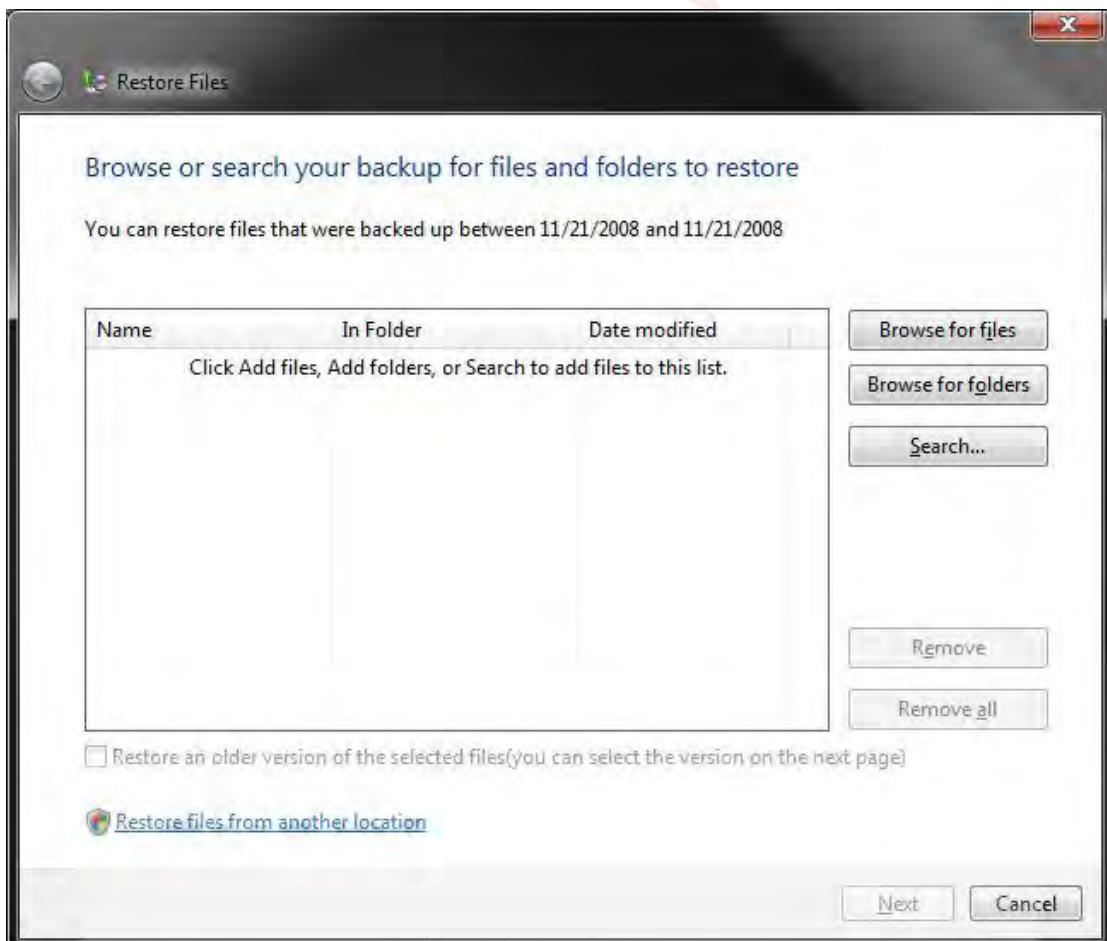 Restore Files
Browse or search your backup for files and folders to restore
You can restore files that were backed up between 11/21/2008 and 11/21/2008
Name In Folder Date modified
Click Add files, Add folders, or Search to add files to this list.
Browse for files
Browse for folders
Search...
Remove
Remove all
Restore an older version of the selected files(you can select the version on the next page)
Restore files from another location
Next Cancel